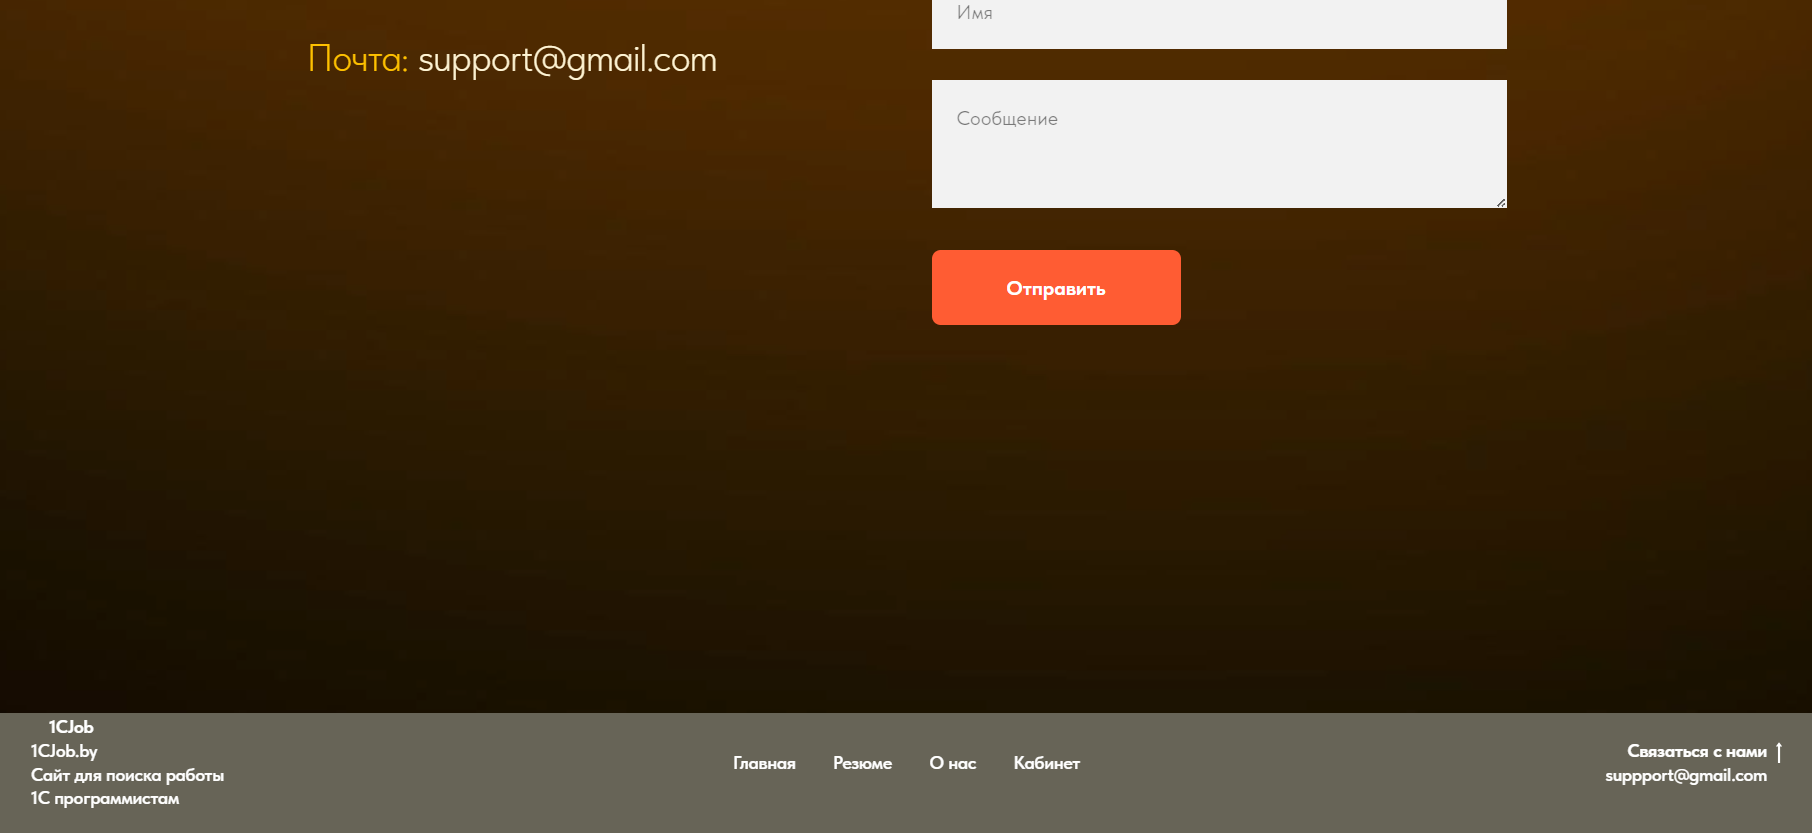 Имя
Почта: support@gmail.com
Сообщение
Отправить
1CJob
1CJob.by
Сайт для поиска работы
1С программистам
Главная Резюме О нас Кабинет
Связаться с нами ↑
suppport@gmail.com